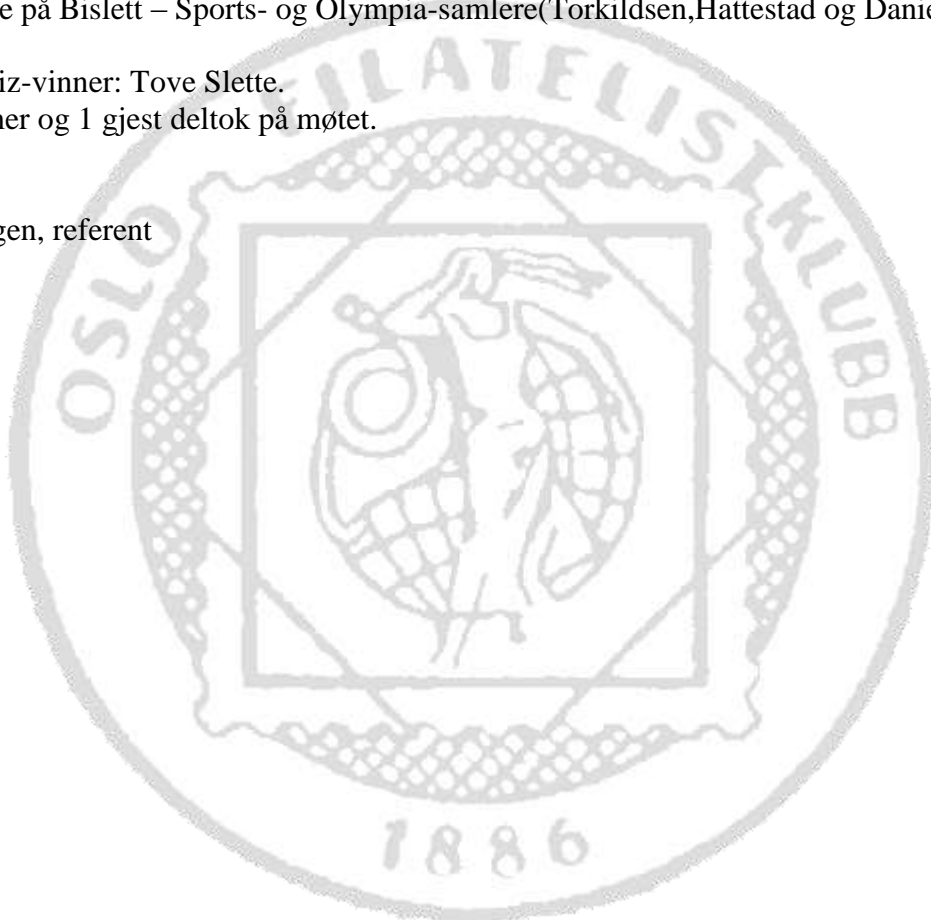 e på Bislett – Sports- og Olympia-samlere(Torkildsen,Hattestad og Danie
iz-vinner: Tove Slette.
ner og 1 gjest deltok på møtet.
gen, referent
OSLO FILATELISTKLUBB
1886